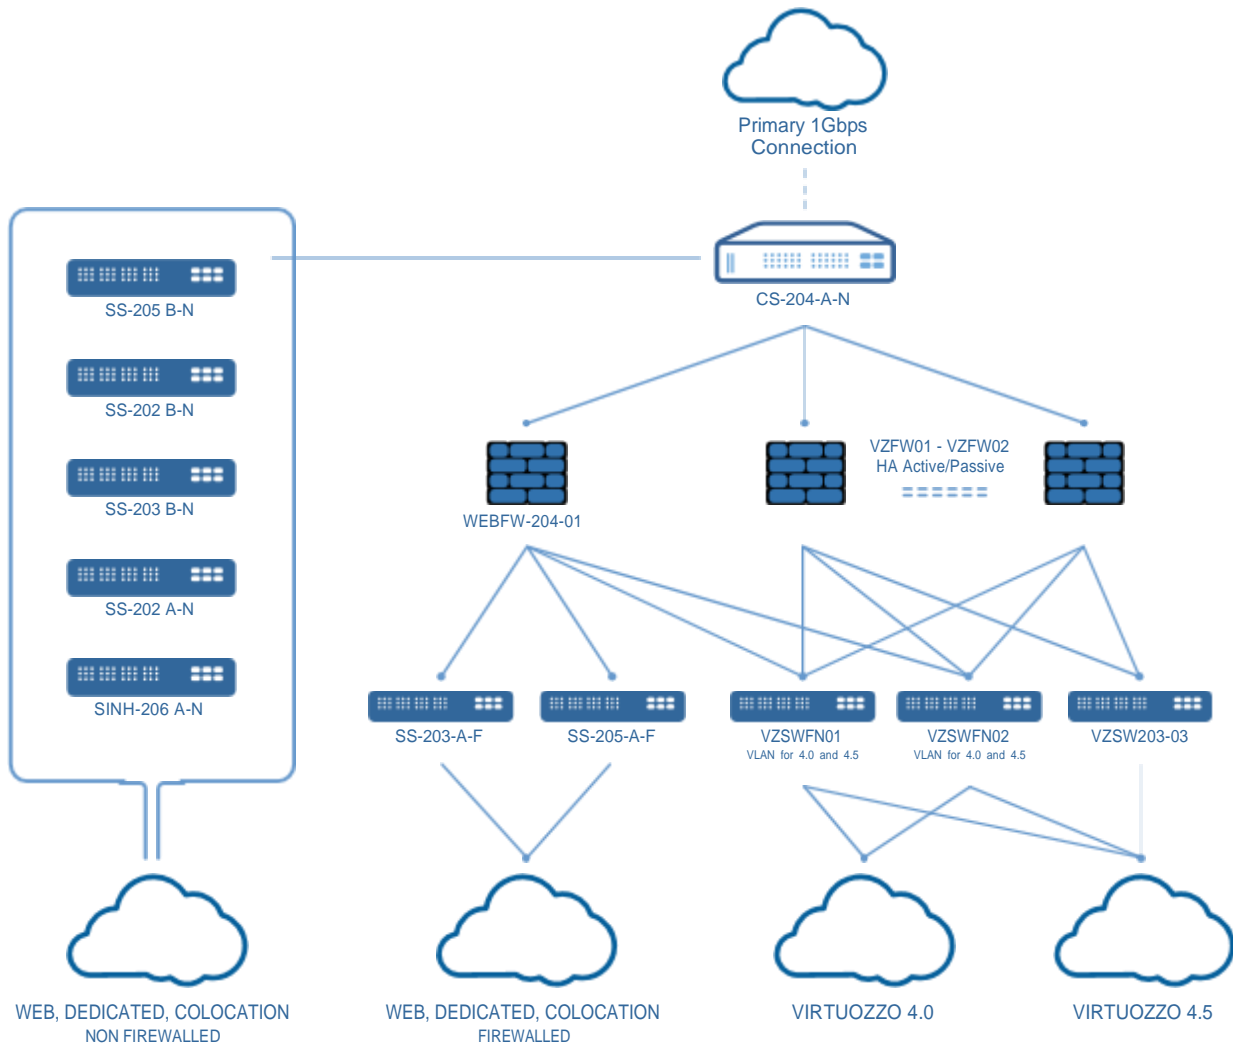 Primary 1Gbps
Connection
CS-204-A-N
SS-205 B-N
SS-202 B-N
SS-203 B-N
SS-202 A-N
SINH-206 A-N
VZFW01 - VZFW02
HA Active/Passive
WEBFW-204-01
SS-203-A-F
SS-205-A-F
VZSWFN01
VLAN for 4.0 and 4.5
VZSWFN02
VLAN for 4.0 and 4.5
VZSW203-03
WEB, DEDICATED, COLOCATION
NON FIREWALLED
WEB, DEDICATED, COLOCATION
FIREWALLED
VIRTUOZZO 4.0
VIRTUOZZO 4.5